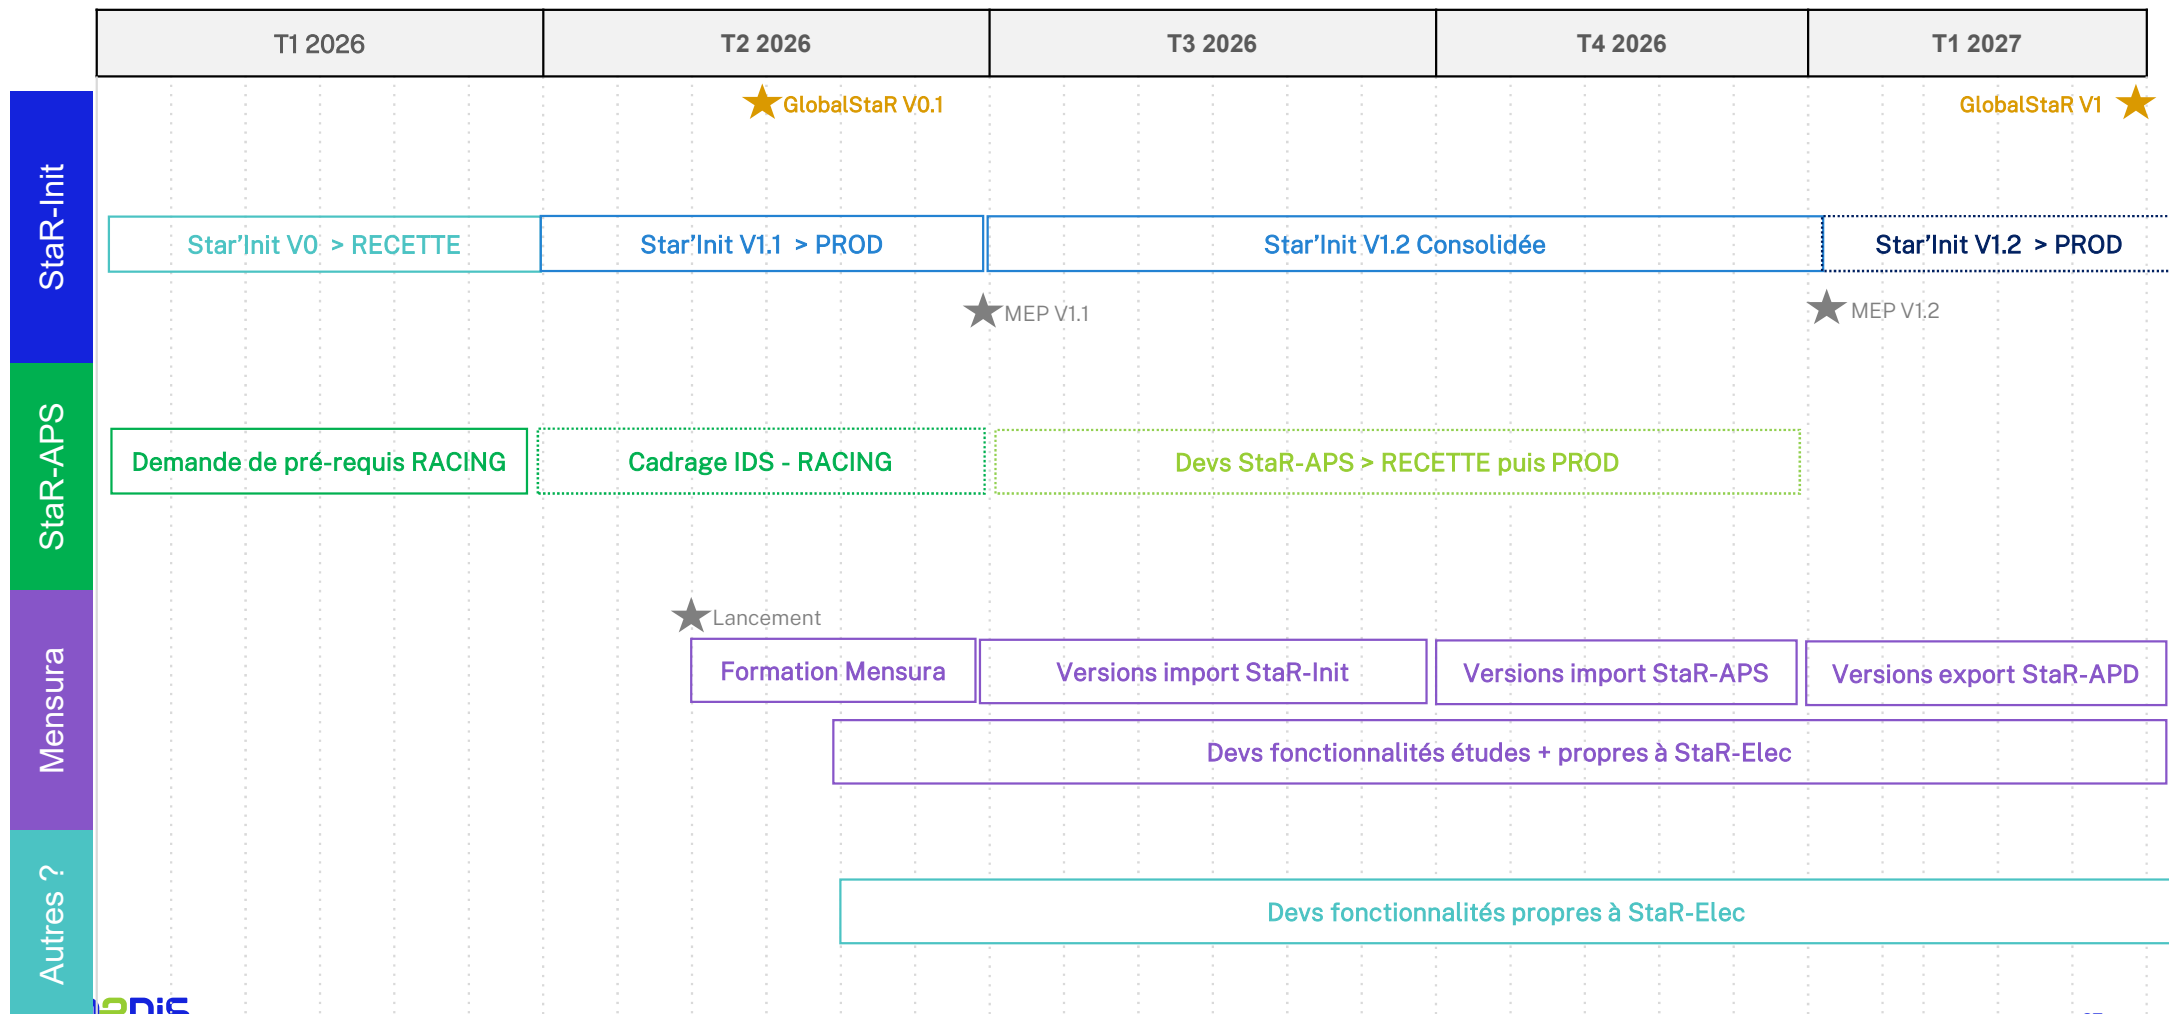 T1 2026
T2 2026
T3 2026
T4 2026
T1 2027
StaR-Init
GlobalStaR V0.1
GlobalStaR V1
Star’Init V0 > RECETTE
Star’Init V1.1 > PROD
Star’Init V1.2 Consolidée
Star’Init V1.2 > PROD
MEP V1.1
MEP V1.2
StaR-APS
Demande de pré-requis RACING
Cadrage IDS - RACING
Devs StaR-APS > RECETTE puis PROD
Mensura
Lancement
Formation Mensura
Versions import StaR-Init
Versions import StaR-APS
Versions export StaR-APD
Devs fonctionnalités études + propres à StaR-Elec
Autres ?
Devs fonctionnalités propres à StaR-Elec